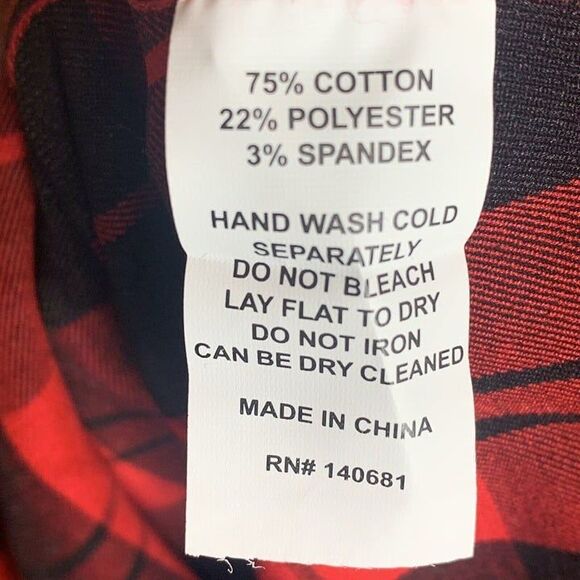 75% COTTON
22% POLYESTER
3% SPANDEX
HAND WASH COLD
SEPARATELY
DO NOT BLEACH
LAY FLAT TO DRY
DO NOT IRON
CAN BE DRY CLEANED
MADE IN CHINA
RN# 140681